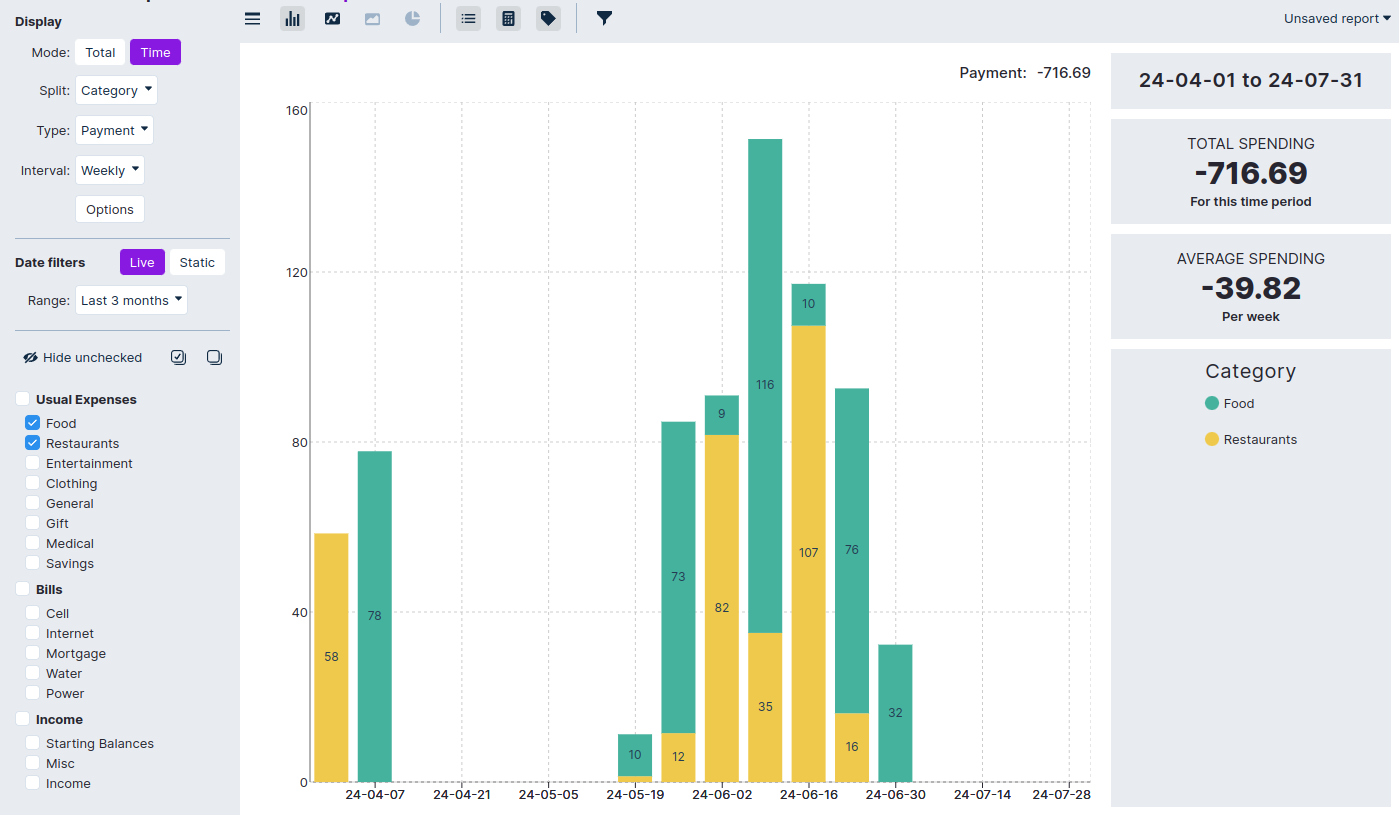 Display
Mode: Total Time
Split: Category
Type: Payment
Interval: Weekly
Options
Date filters Live Static
Range: Last 3 months
Hide unchecked
Usual Expenses
Food
Restaurants
Entertainment
Clothing
General
Gift
Medical
Savings
Bills
Cell
Internet
Mortgage
Water
Power
Income
Starting Balances
Misc
Income
Unsaved report
Payment: -716.69
160
120
80
40
0
58
78
10
73
12
9
82
116
35
10
107
76
16
32
24-04-07 24-04-21 24-05-05 24-05-19 24-06-02 24-06-16 24-06-30 24-07-14 24-07-28
24-04-01 to 24-07-31
TOTAL SPENDING
-716.69
For this time period
AVERAGE SPENDING
-39.82
Per week
Category
Food
Restaurants